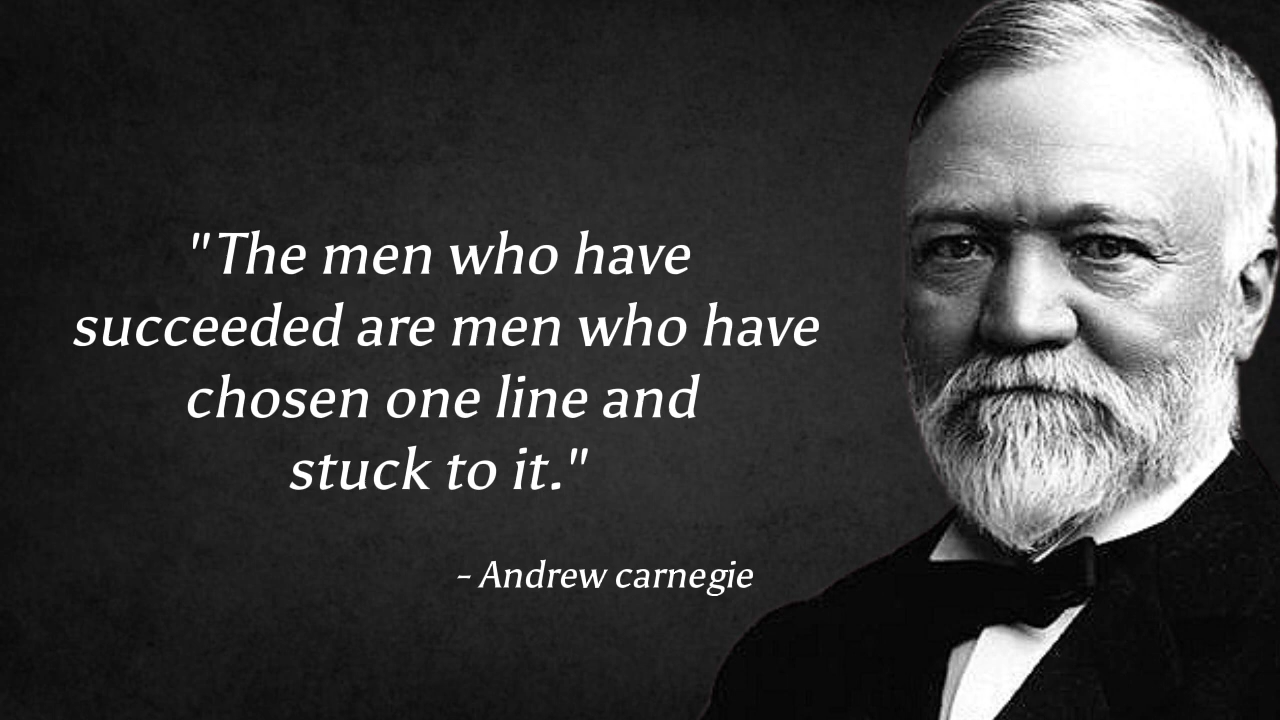 "The men who have
succeeded are men who have
chosen one line and
stuck to it."
- Andrew carnegie